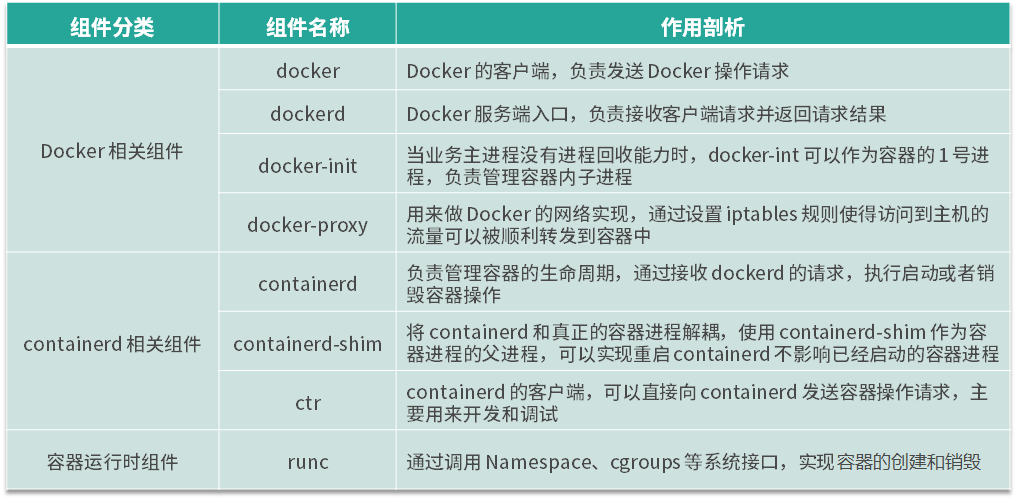 组件分类 组件名称 作用剖析
docker Docker 的客户端，负责发送 Docker 操作请求
dockerd Docker 服务端入口，负责接收客户端请求并返回请求结果
Docker 相关组件
docker-init 当业务主进程没有进程回收能力时，docker-int 可以作为容器的 1 号进
程，负责管理容器内子进程
docker-proxy 用来做 Docker 的网络实现，通过设置 iptables 规则使得访问到主机的
流量可以被顺利转发到容器中
containerd 负责管理容器的生命周期，通过接收 dockerd 的请求，执行启动或者销
毁容器操作
containerd 相关组件 containerd-shim 将 containerd 和真正的容器进程解耦，使用 containerd-shim 作为容
器进程的父进程，可以实现重启 containerd 不影响已经启动的容器进程
ctr containerd 的客户端，可以直接向 containerd 发送容器操作请求，主
要用来开发和调试
容器运行时组件 runc 通过调用 Namespace、cgroups 等系统接口，实现容器的创建和销毁